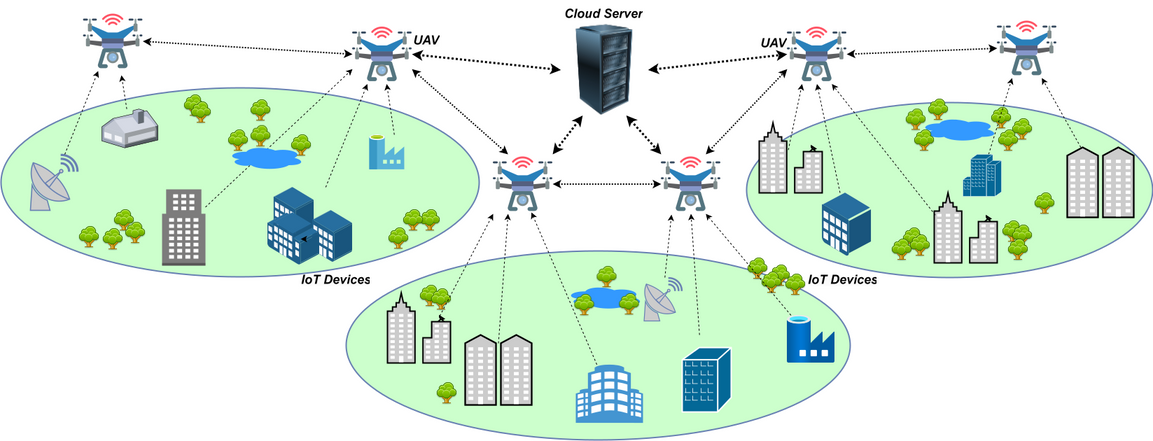 Cloud Server
UAV
UAV
IoT Devices
IoT Devices